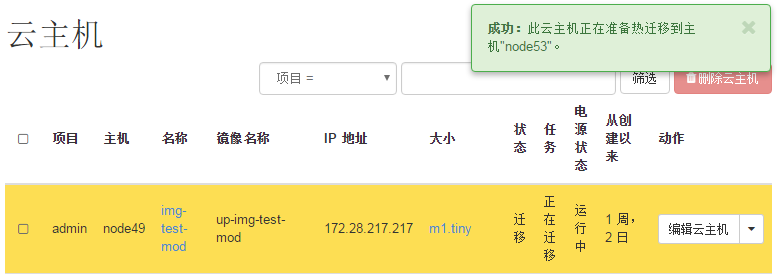 云主机
成功：此云主机正在准备热迁移到主
机"node53"。
项目 =
筛选
删除云主机
项目 主机 名称 镜像名称 IP 地址 大小 状态 任务 电源状态 从创建以来 动作
admin node49 img-test-mod up-img-test-mod 172.28.217.217 m1.tiny 迁移 正在迁移 运行中 1 周，2 日 编辑云主机